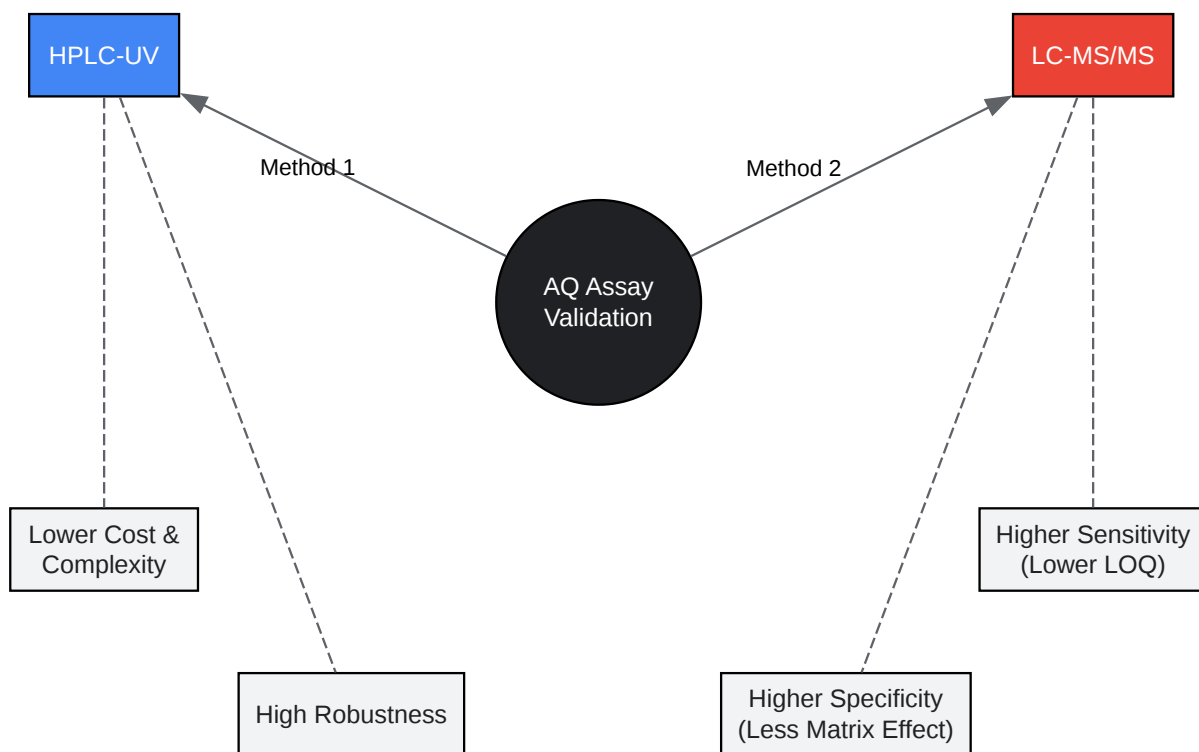 HPLC-UV
LC-MS/MS
Method 1
Method 2
AQ Assay
Validation
Lower Cost &
Complexity
Higher Sensitivity
(Lower LOQ)
High Robustness
Higher Specificity
(Less Matrix Effect)